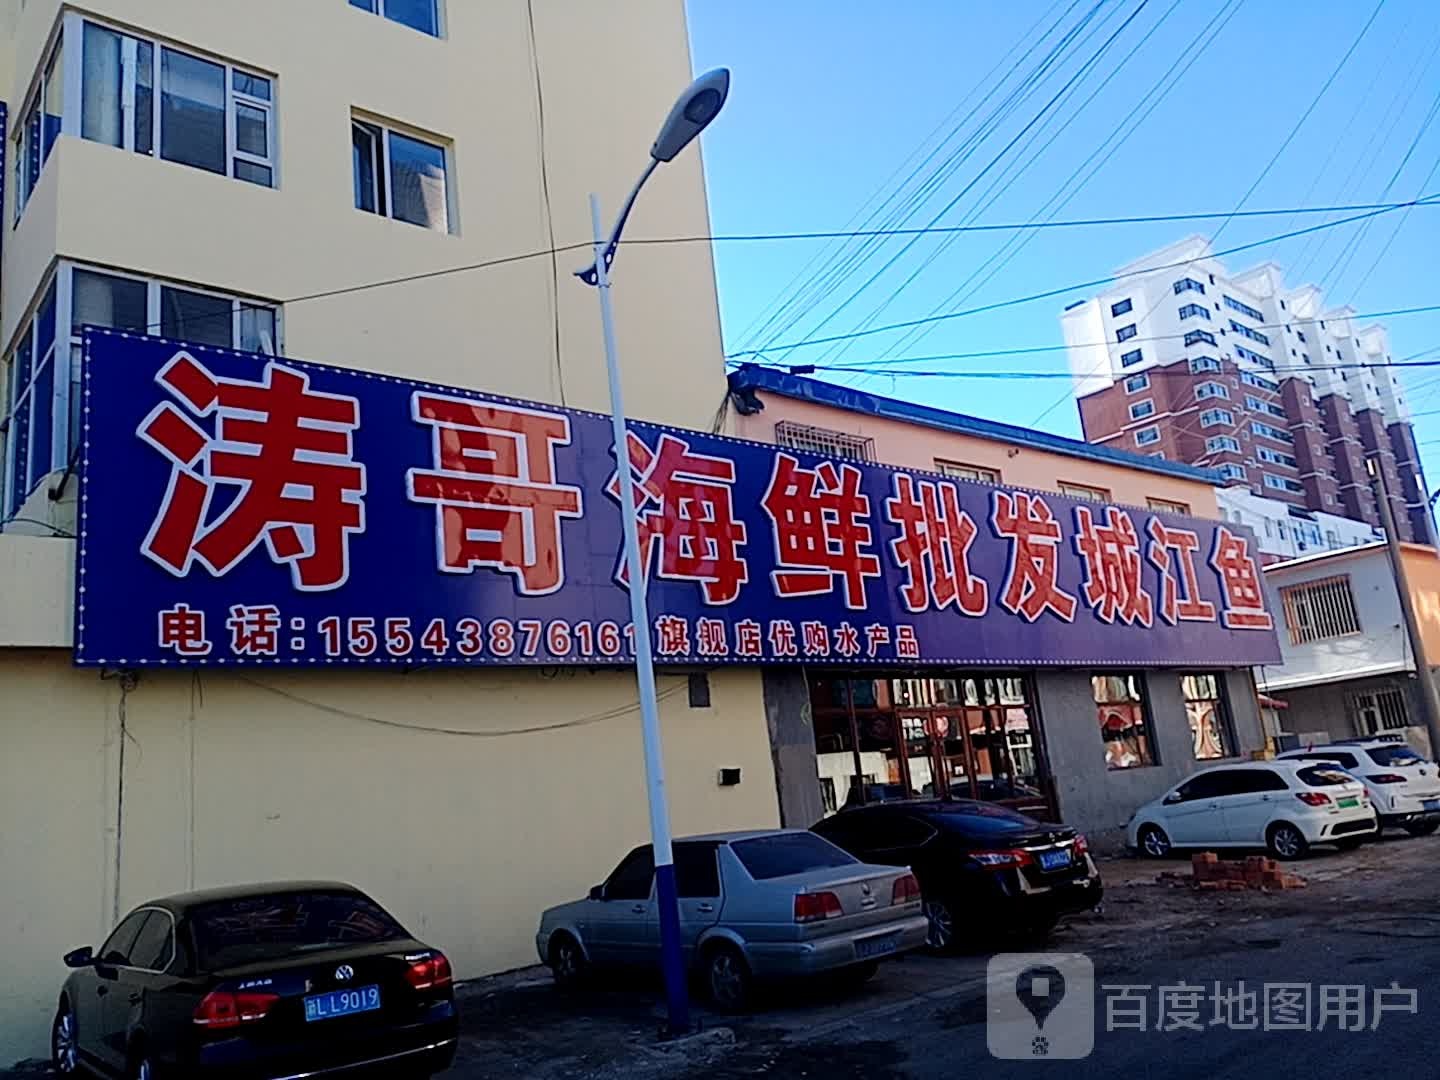 涛哥海鲜批发城江鱼
电话:15543876161 旗舰店优购水产品
L L9019
百度地图用户